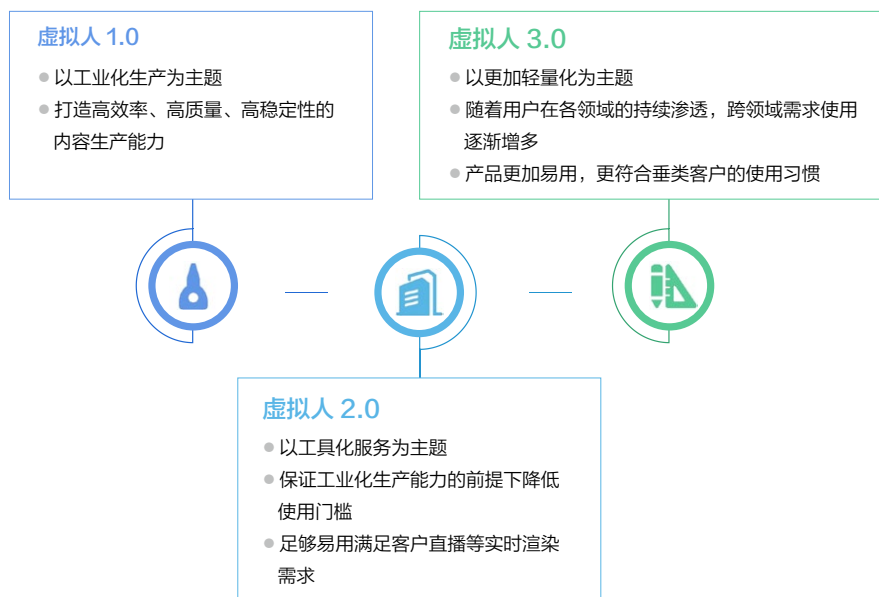 虚拟人 1.0
以工业化生产为主题
打造高效率、高质量、高稳定性的
内容生产能力
虚拟人 3.0
以更加轻量化为主题
随着用户在各领域的持续渗透，跨领域需求使用
逐渐增多
产品更加易用，更符合垂类客户的使用习惯
虚拟人 2.0
以工具化服务为主题
保证工业化生产能力的前提下降低
使用门槛
足够易用满足客户直播等实时渲染
需求